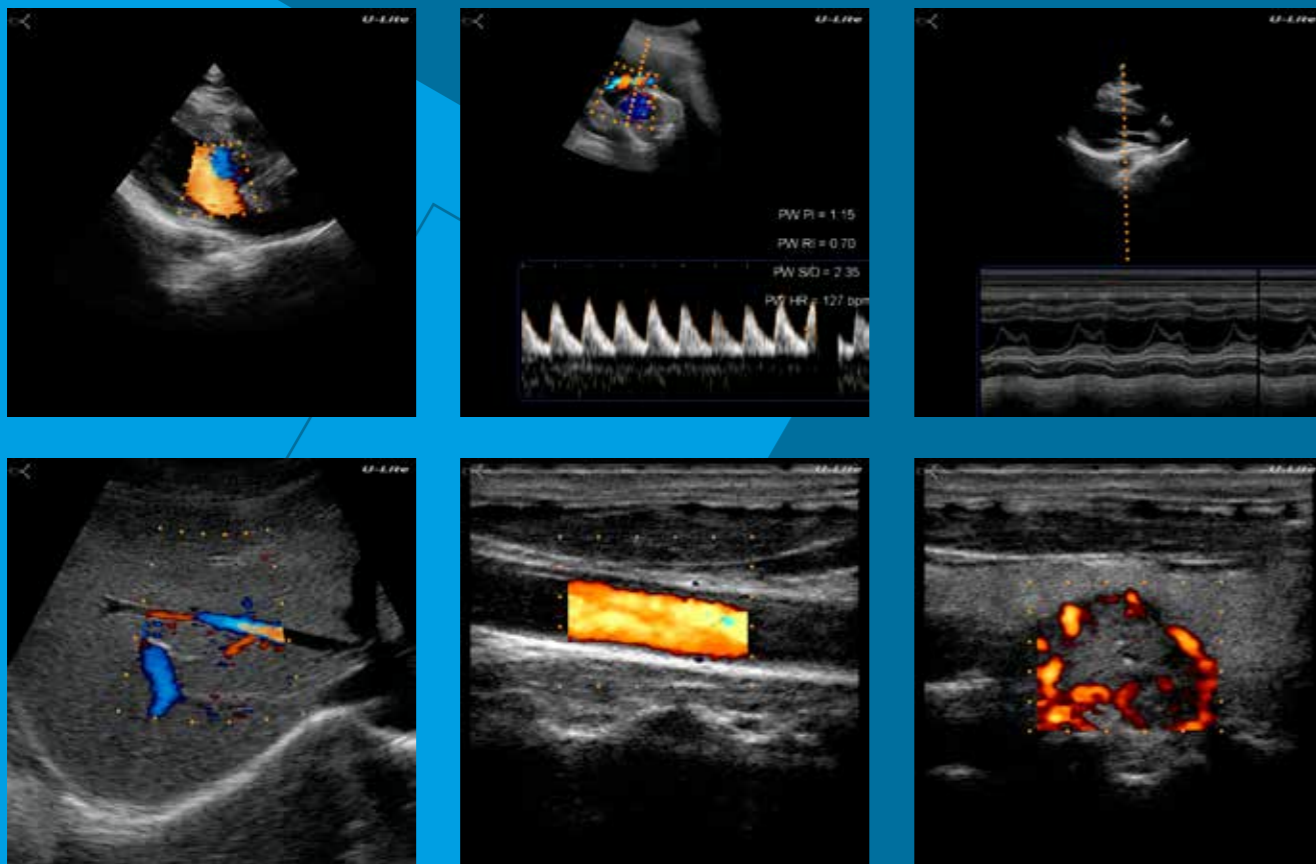 U-Lite
U-Lite
U-Lite
PW PI = 1.15
PW RI = 0.70
PW S/D = 2.35
PW HR = 127 bpm
U-Lite
U-Lite
U-Lite